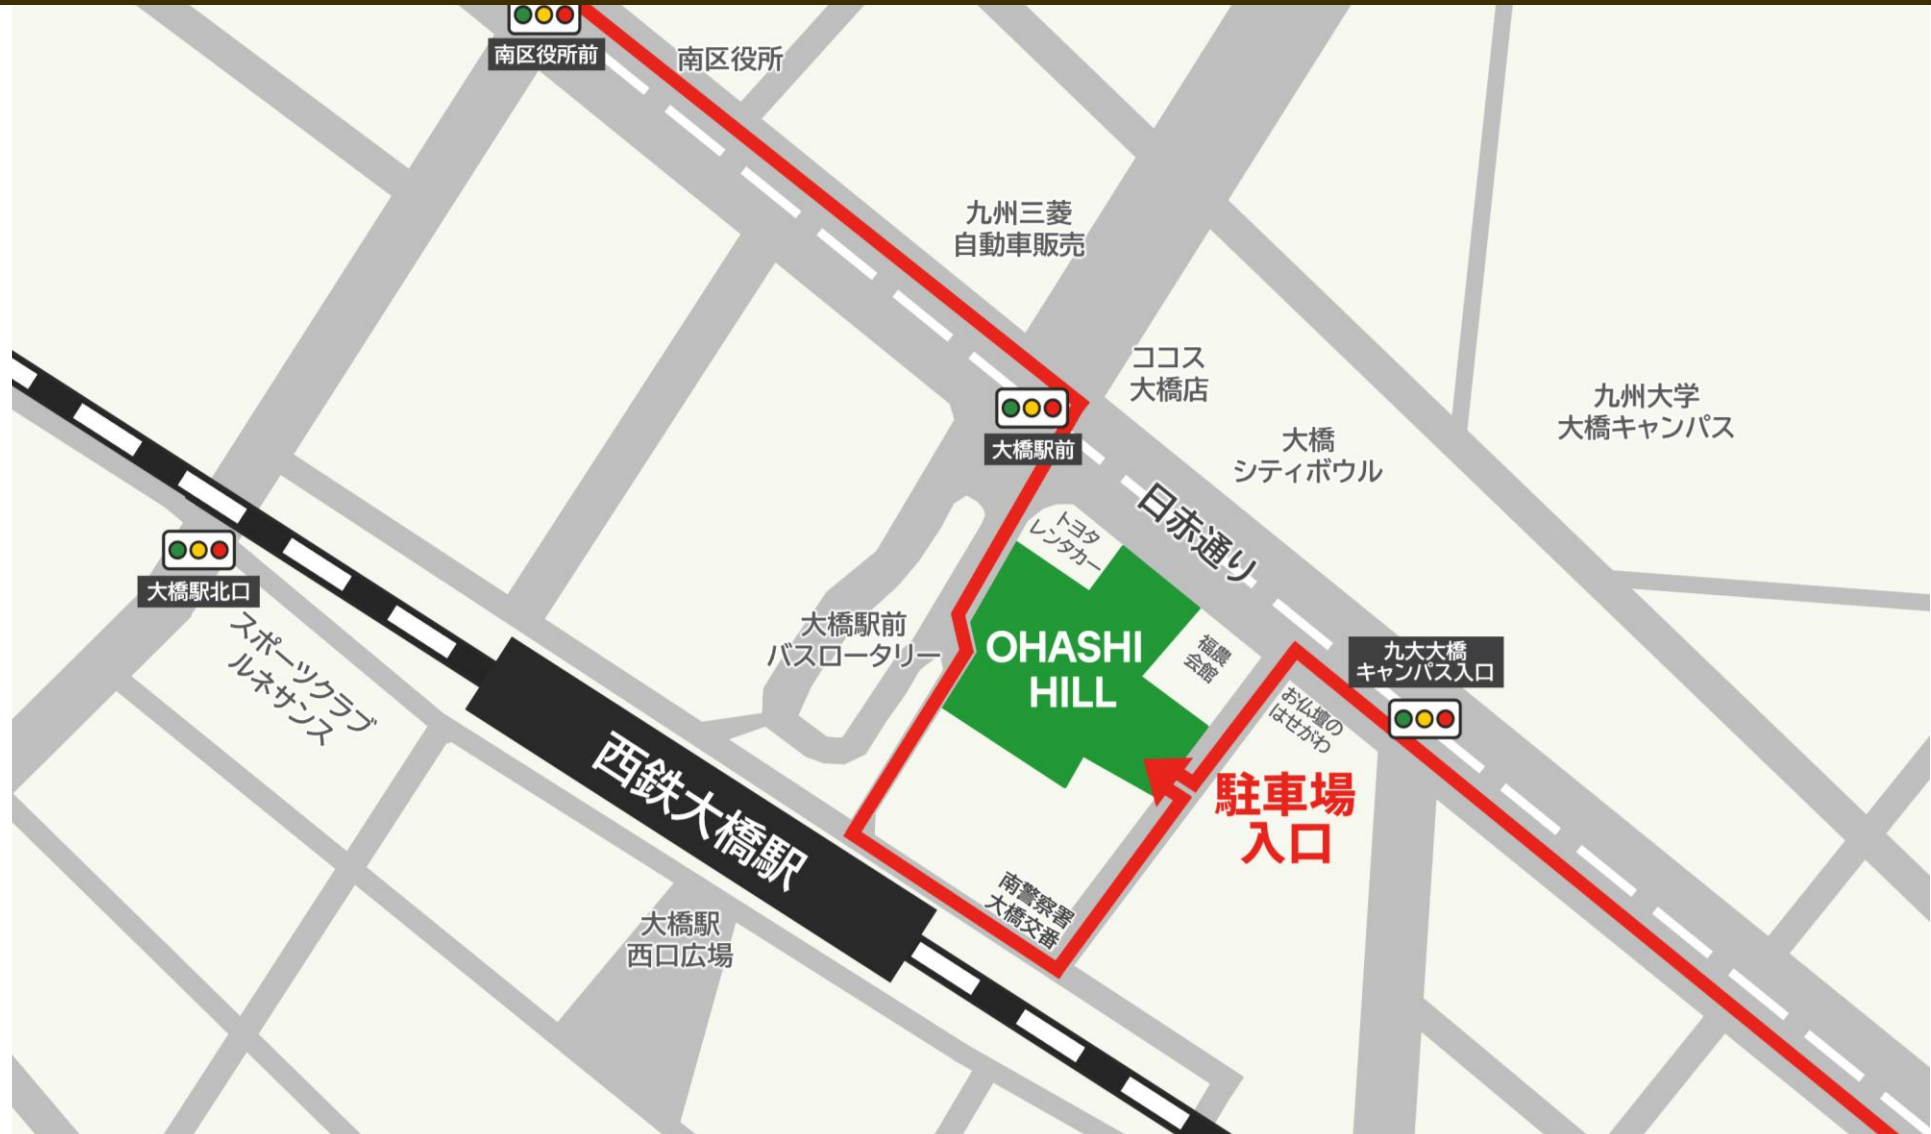 南区役所前
南区役所
九州三菱
自動車販売
ココス
大橋店
九州大学
大橋キャンパス
大橋
シティボウル
大橋駅前
日赤通り
トヨタ
レンタカー
大橋駅北口
スポーツクラブ
ルネサンス
大橋駅前
バスロータリー
OHASHI
HILL
福農
会館
九大大橋
キャンパス入口
お仏壇の
はせがわ
西鉄大橋駅
駐車場
入口
南警察署
大橋交番
大橋駅
西口広場